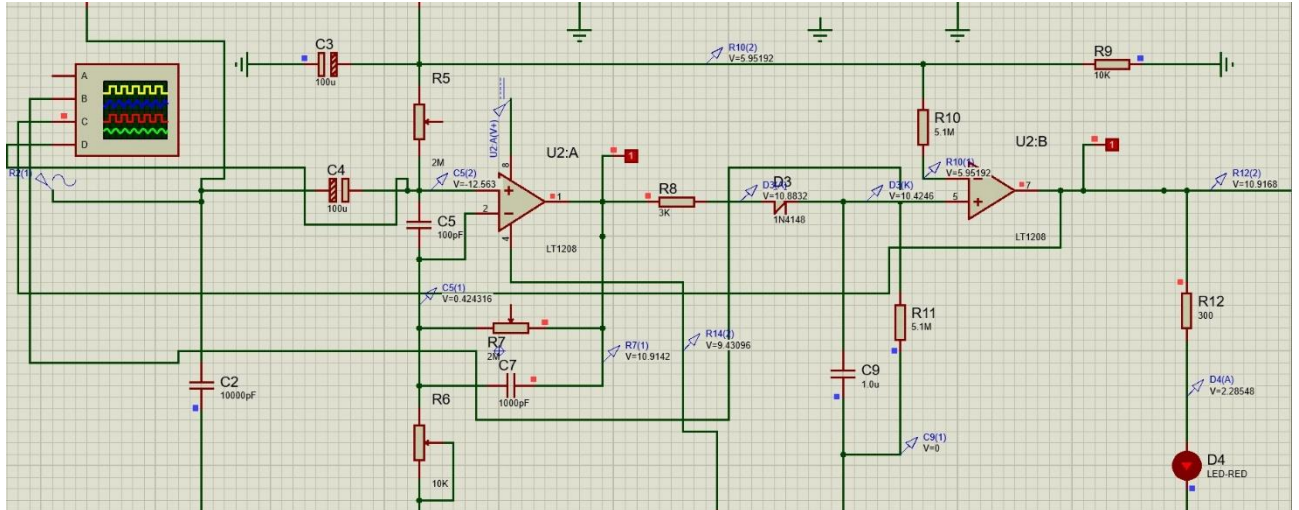 A
B
C
D
R2(1)
C3
100u
R5
2M
C4
100u
C5(2)
V=-12.563
C5
100pF
C5(1)
V=0.424316
U2:A(V+)
U2:A
8
+
2
−
1
4
LT1208
1
R8
3K
D3(A)
V=10.8832
D3
1N4148
D3(K)
V=10.4246
R10(2)
V=5.95192
R9
10K
R10
5.1M
R10(1)
V=5.95192
U2:B
−
5
+
7
LT1208
1
R12(2)
V=10.9168
R12
300
D4(A)
V=2.28548
D4
LED-RED
R11
5.1M
C9
1.0u
C9(1)
V=0
R14(2)
V=9.43096
R7(1)
V=10.9142
R7
2M
C7
1000pF
R6
10K
C2
10000pF